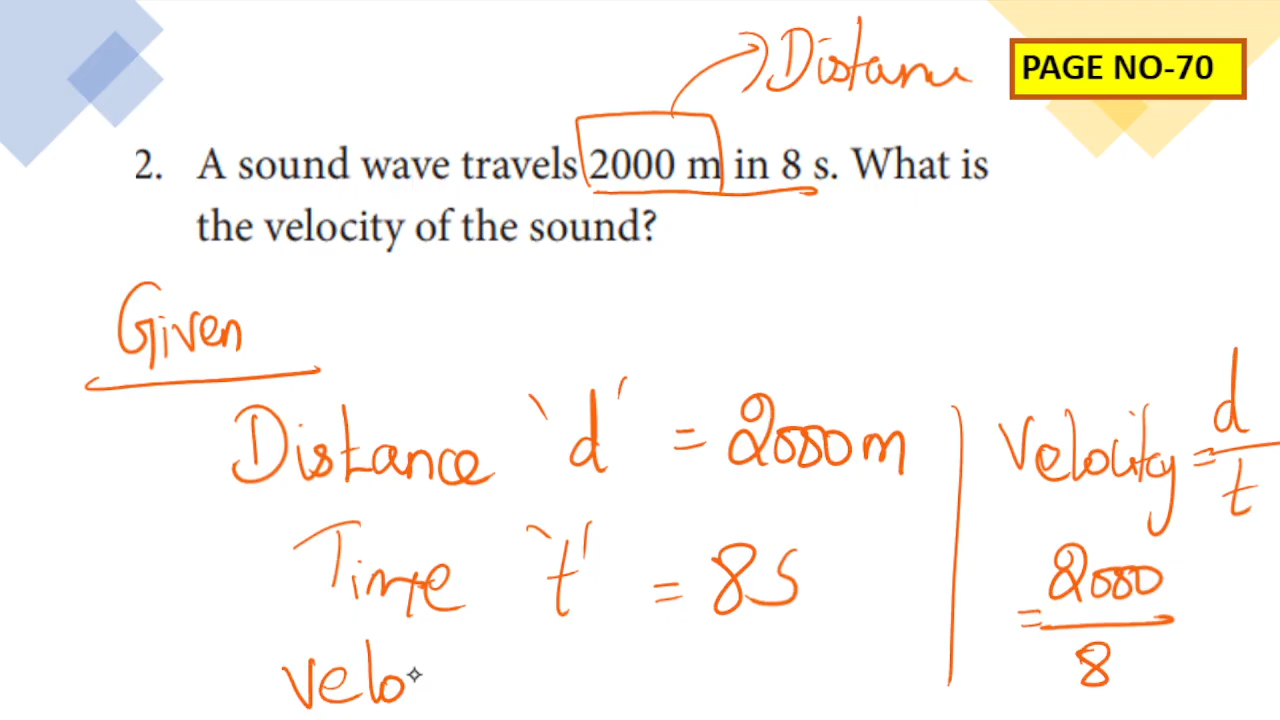 Distance
PAGE NO-70
2. A sound wave travels 2000 m in 8 s. What is
the velocity of the sound?
Given
Distance 'd' = 2000m
Time 't' = 8S
Velo
Velocity = d/t
= 2000/8